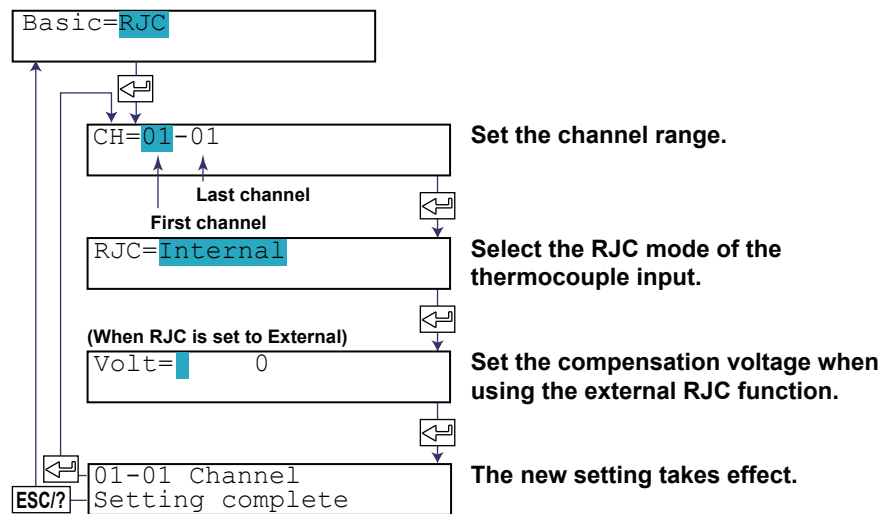 Basic=RJC
CH=01-01
Set the channel range.
Last channel
First channel
RJC=Internal
Select the RJC mode of the
thermocouple input.
(When RJC is set to External)
Volt= 0
Set the compensation voltage when
using the external RJC function.
01-01 Channel
The new setting takes effect.
ESC/?
Setting complete